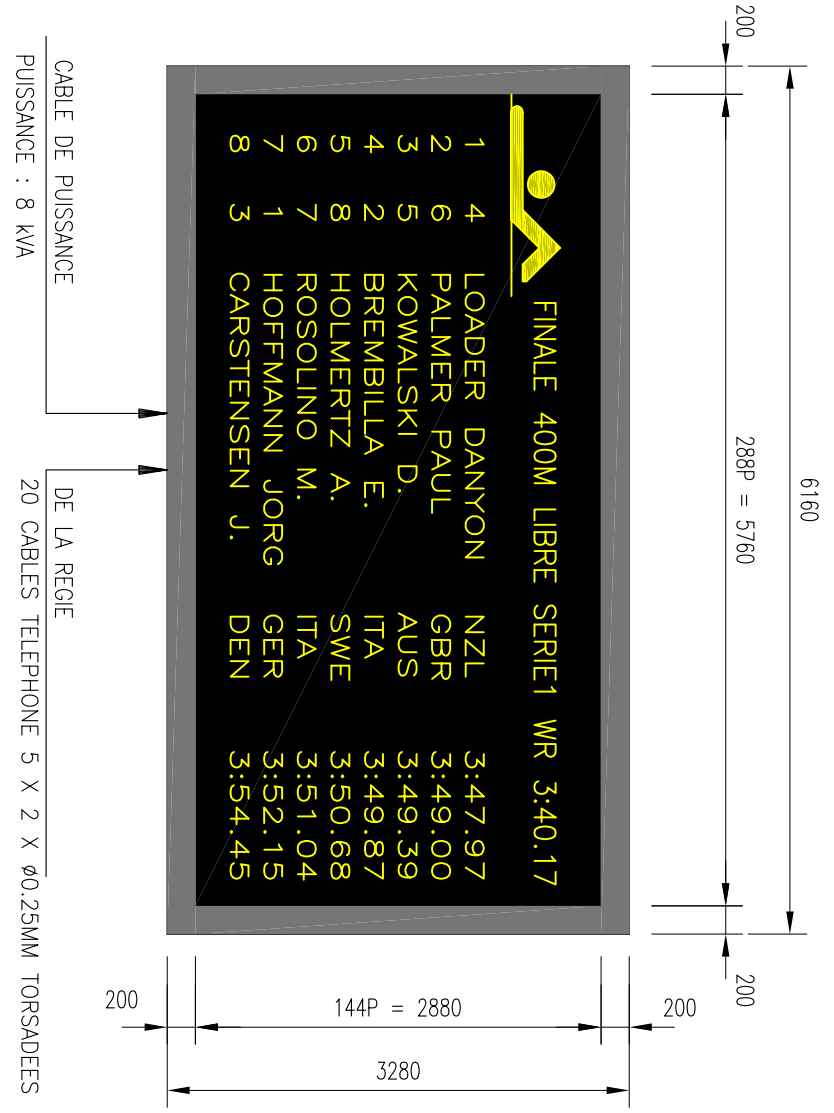 6160
200
288P = 5760
200
FINALE 400M LIBRE SERIE1 WR 3:40.17
1 4 LOADER DANYON NZL 3:47.97
2 6 PALMER PAUL GBR 3:49.00
3 5 KOWALSKI D. AUS 3:49.39
4 2 BREMBILLA E. ITA 3:49.87
5 8 HOLMERTZ A. SWE 3:50.68
6 7 ROSOLINO M. ITA 3:51.04
7 1 HOFFMANN JORG GER 3:52.15
8 3 CARSTENSEN J. DEN 3:54.45
200
144P = 2880
200
3280
CABLE DE PUISSANCE
PUISSANCE : 8 kVA
DE LA REGIE
20 CABLES TELEPHONE 5 X 2 X Ø0.25MM TORSADEES